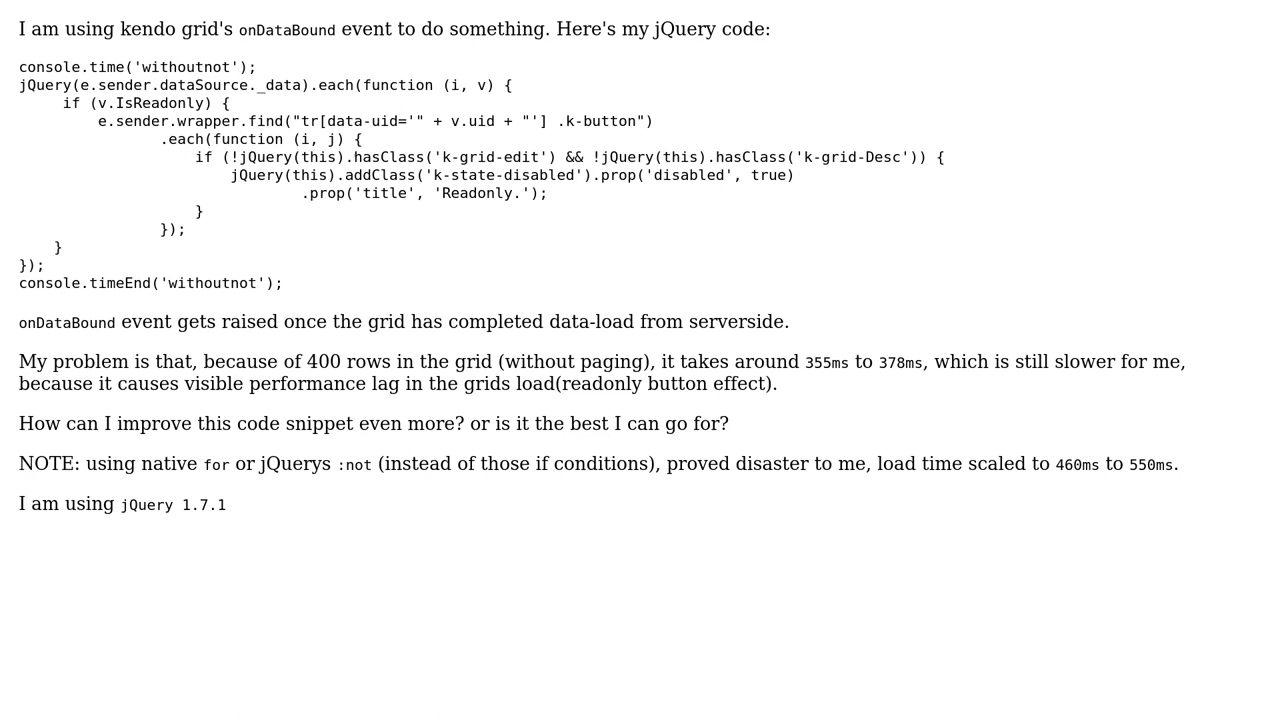 I am using kendo grid's onDataBound event to do something. Here's my jQuery code:
console.time('withoutnot');
jQuery(e.sender.dataSource._data).each(function (i, v) {
     if (v.IsReadonly) {
         e.sender.wrapper.find("tr[data-uid='" + v.uid + "'] .k-button")
                .each(function (i, j) {
                    if (!jQuery(this).hasClass('k-grid-edit') && !jQuery(this).hasClass('k-grid-Desc')) {
                        jQuery(this).addClass('k-state-disabled').prop('disabled', true)
                                .prop('title', 'Readonly.');
                    }
                });
    }
});
console.timeEnd('withoutnot');
onDataBound event gets raised once the grid has completed data-load from serverside.
My problem is that, because of 400 rows in the grid (without paging), it takes around 355ms to 378ms, which is still slower for me,
because it causes visible performance lag in the grids load(readonly button effect).
How can I improve this code snippet even more? or is it the best I can go for?
NOTE: using native for or jQuerys :not (instead of those if conditions), proved disaster to me, load time scaled to 460ms to 550ms.
I am using jQuery 1.7.1